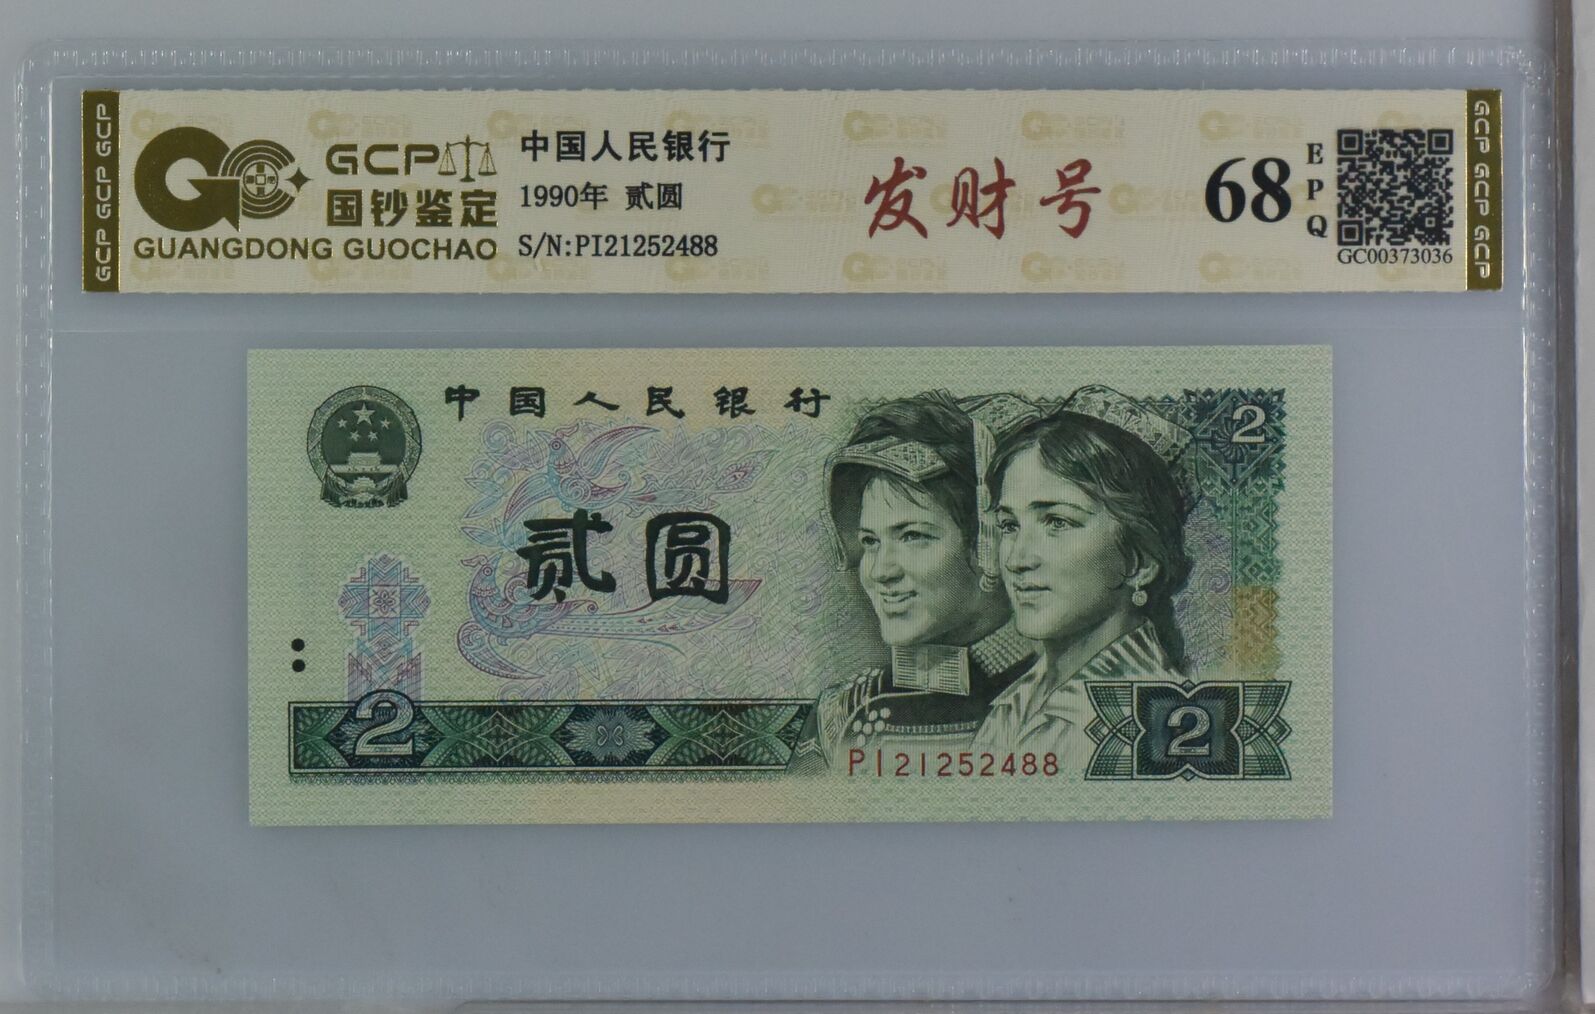 GCP GCP GCP
GCP
国钞鉴定
GUANGDONG GUOCHAO
中国人民银行
1990年 贰圆
S/N:PI21252488
发财号
68
EPQ
GC00373036
GCP GCP GCP
中国人民银行
2
贰圆
2
2
PI21252488